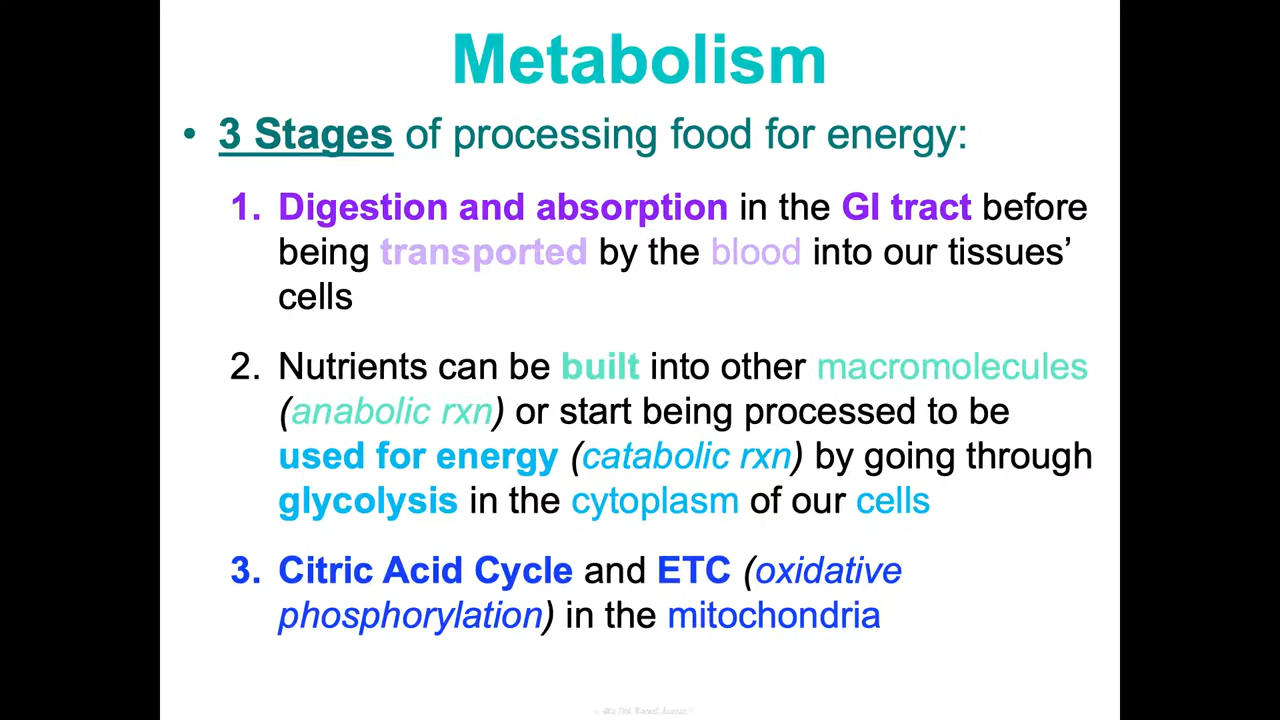 Metabolism
• 3 Stages of processing food for energy:
1. Digestion and absorption in the GI tract before
being transported by the blood into our tissues’
cells
2. Nutrients can be built into other macromolecules
(anabolic rxn) or start being processed to be
used for energy (catabolic rxn) by going through
glycolysis in the cytoplasm of our cells
3. Citric Acid Cycle and ETC (oxidative
phosphorylation) in the mitochondria